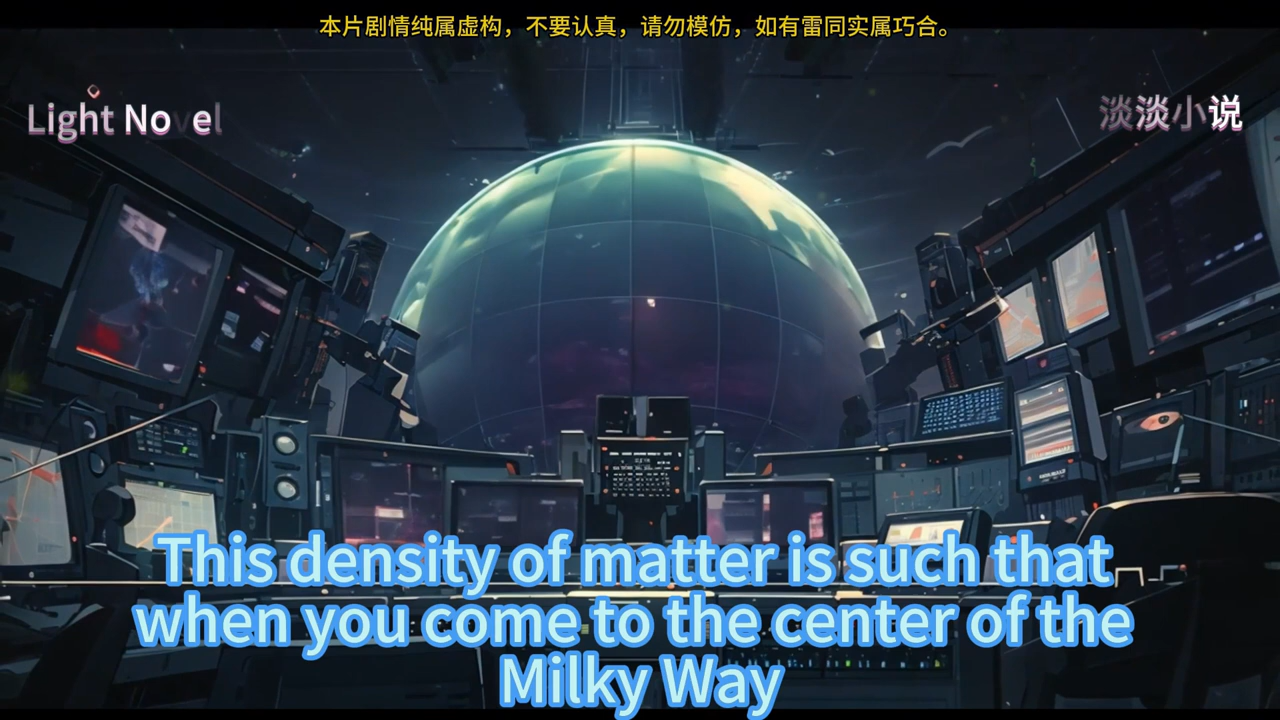 本片剧情纯属虚构，不要认真，请勿模仿，如有雷同实属巧合。
Light Novel
淡淡小说
This density of matter is such that
when you come to the center of the
Milky Way